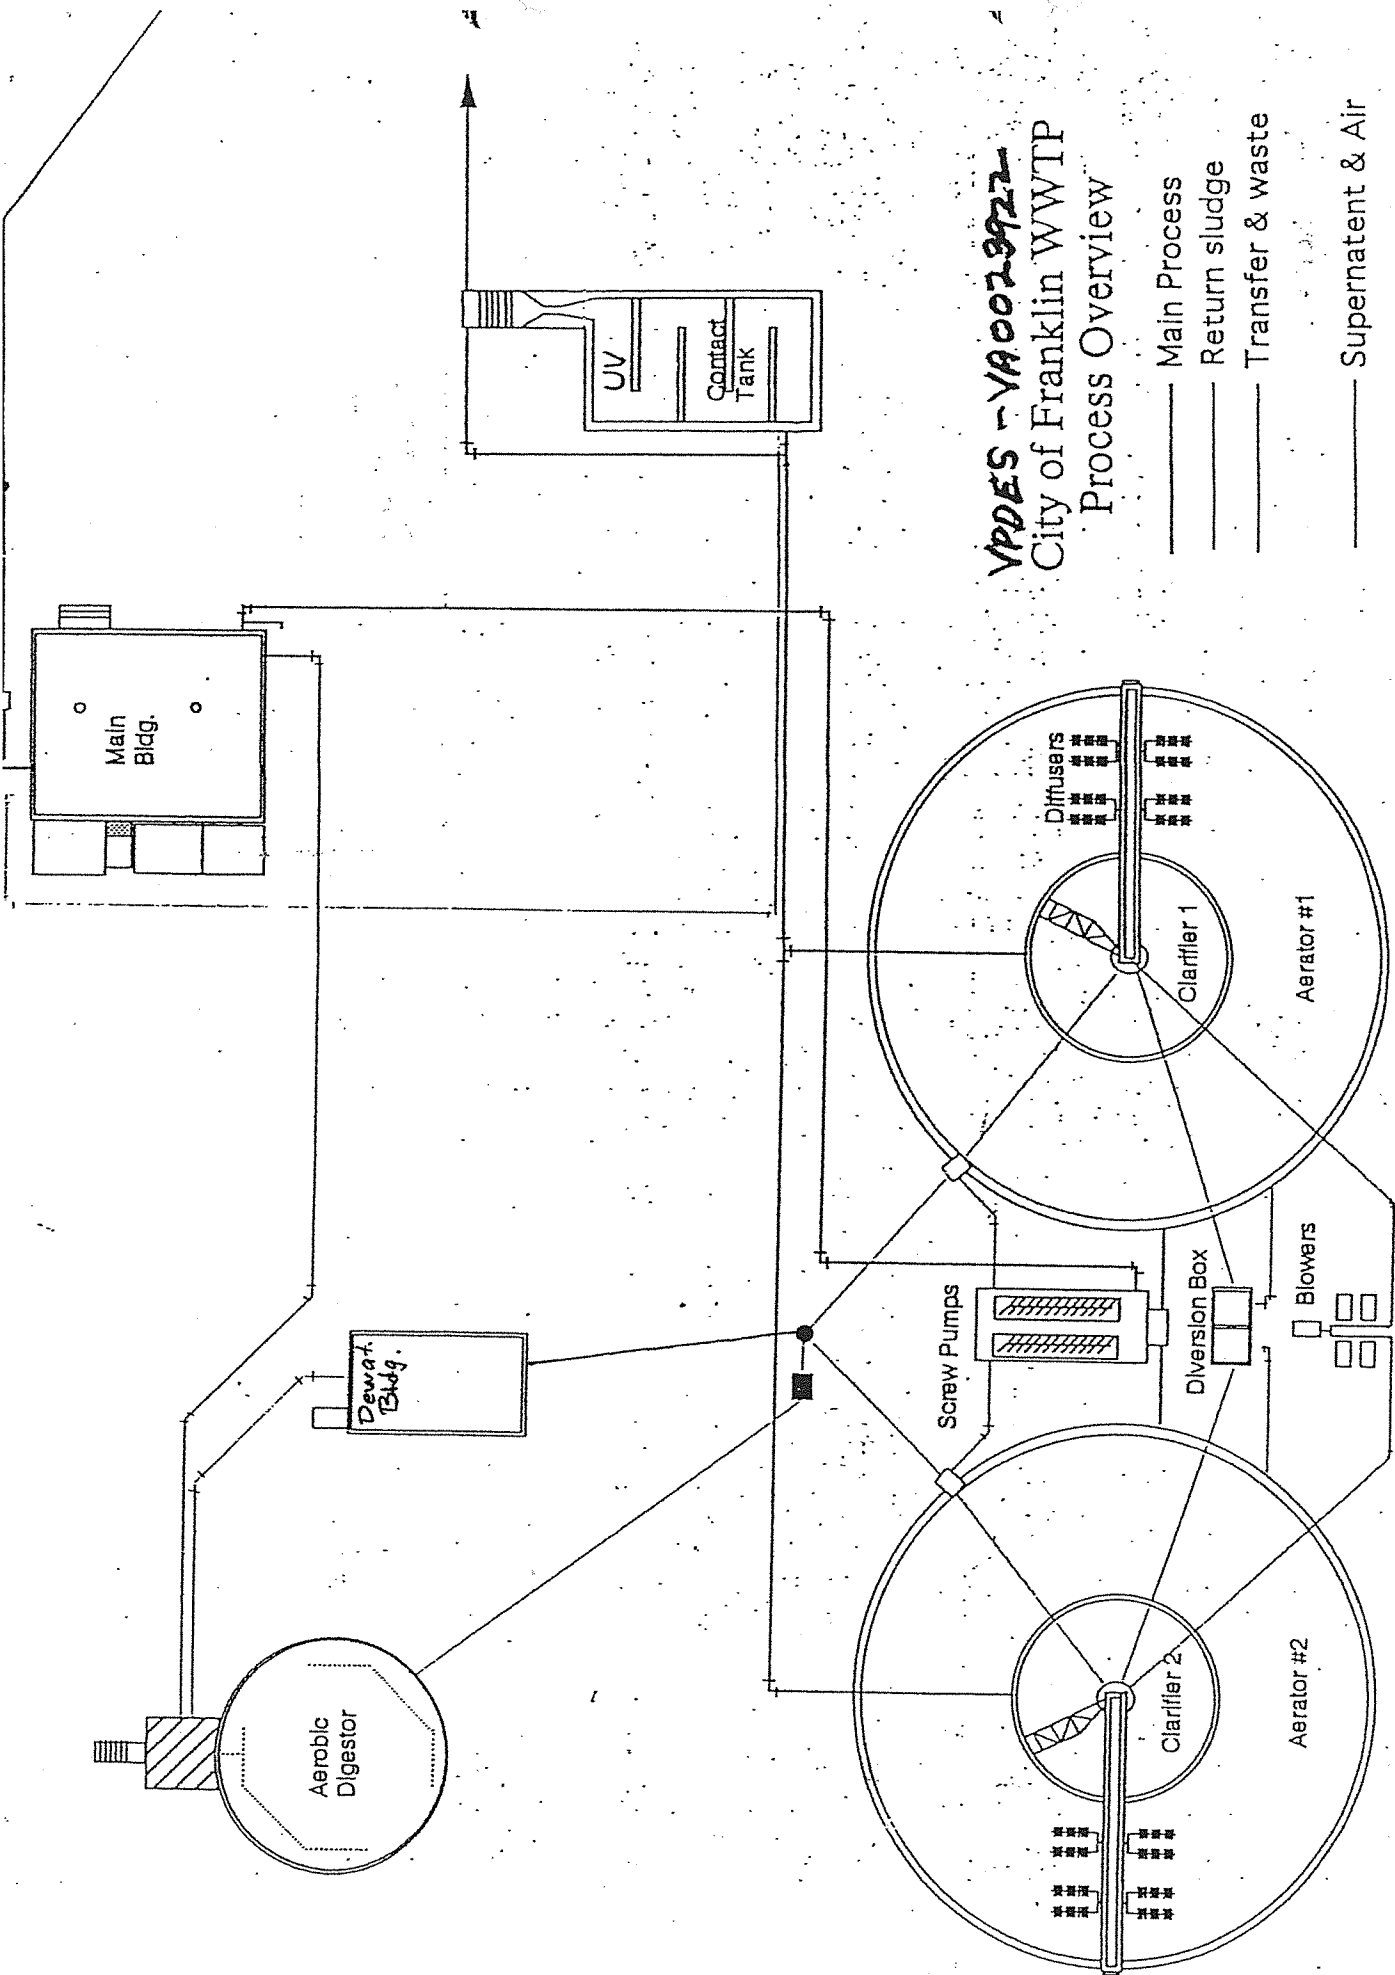 VPDES - VA0023922
City of Franklin WWTP
Process Overview
Main Process
Return sludge
Transfer & waste
Supernatent & Air
UV
Contact
Tank
Main
Bldg.
Diffusers
Clarifier 1
Aerator #1
Dewat.
Bldg.
Screw Pumps
Diversion Box
Blowers
Aerobic
Digestor
Clarifier 2
Aerator #2